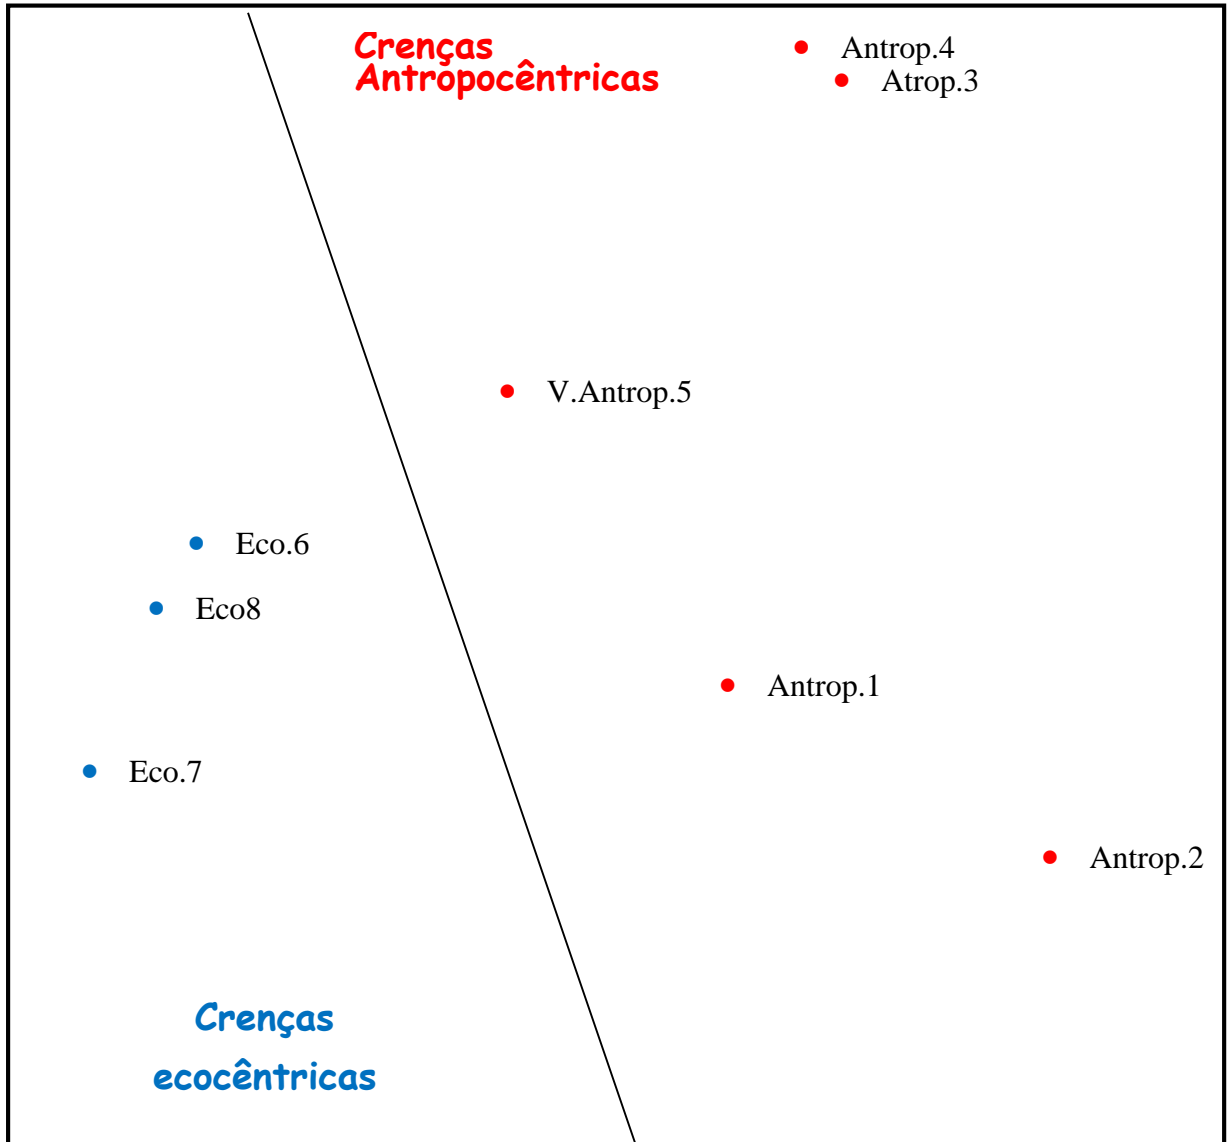 Crenças
Antropocêntricas
Antrop.4
Atrop.3
V.Antrop.5
Eco.6
Eco8
Antrop.1
Eco.7
Antrop.2
Crenças
ecocêntricas